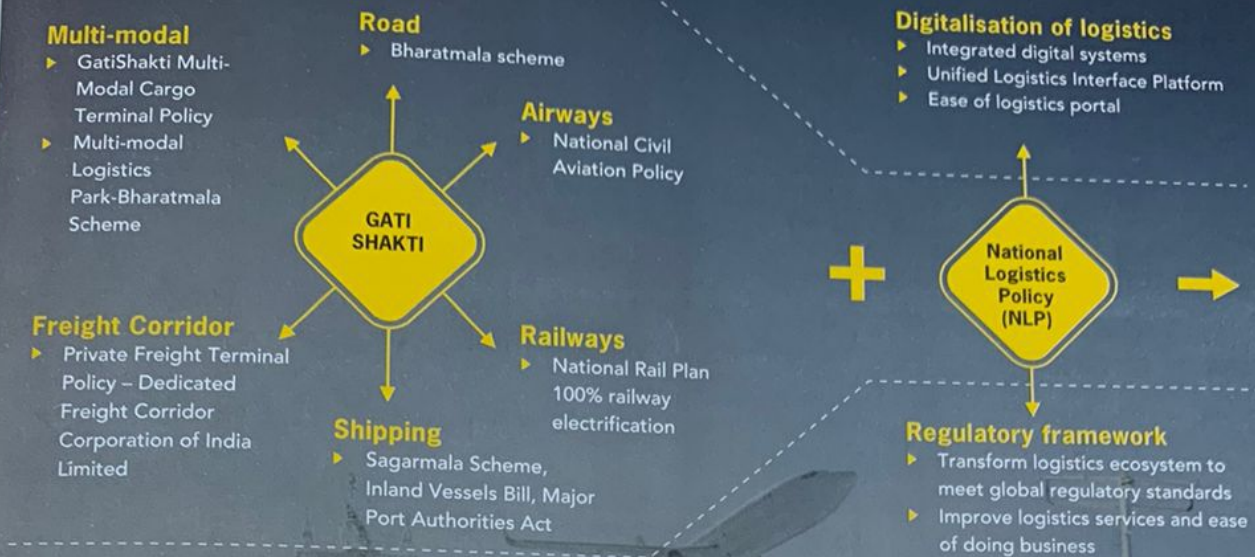 Multi-modal
GatiShakti Multi-
Modal Cargo
Terminal Policy
Multi-modal
Logistics
Park-Bharatmala
Scheme
Road
Bharatmala scheme
Airways
National Civil
Aviation Policy
GATI
SHAKTI
Freight Corridor
Private Freight Terminal
Policy – Dedicated
Freight Corridor
Corporation of India
Limited
Shipping
Sagarmala Scheme,
Inland Vessels Bill, Major
Port Authorities Act
Railways
National Rail Plan
100% railway
electrification
+
Digitalisation of logistics
Integrated digital systems
Unified Logistics Interface Platform
Ease of logistics portal
National
Logistics
Policy
(NLP)
Regulatory framework
Transform logistics ecosystem to
meet global regulatory standards
Improve logistics services and ease
of doing business